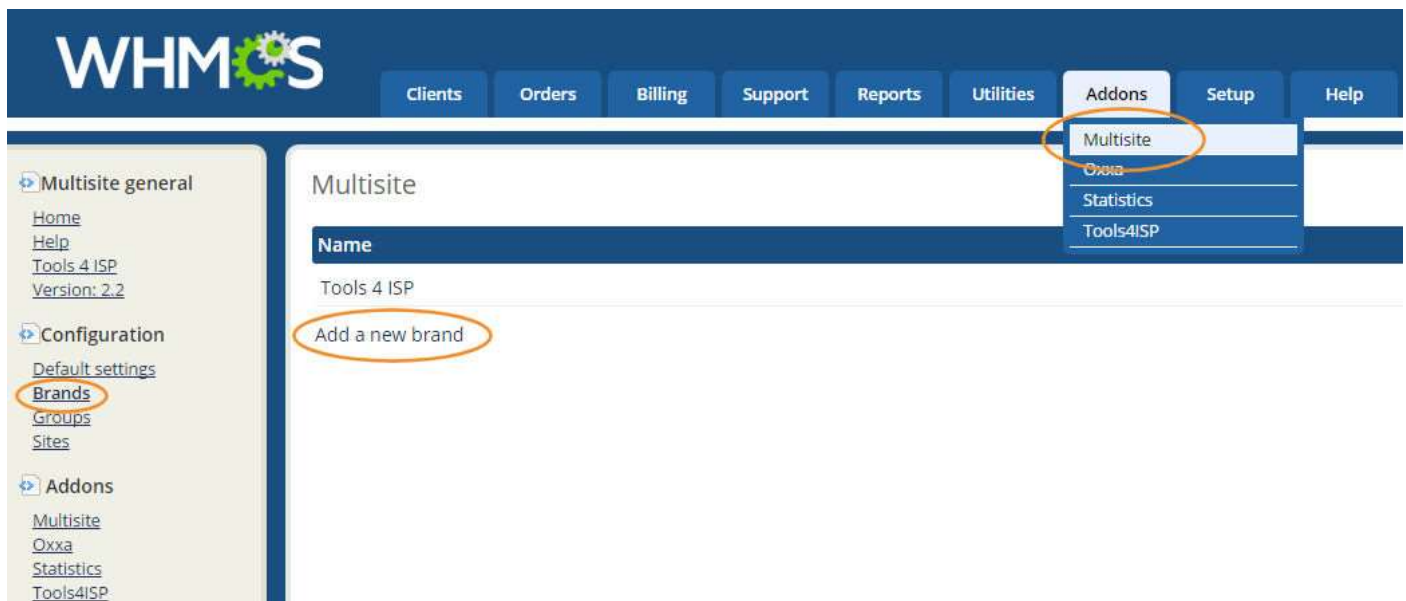 WHMCS
Clients Orders Billing Support Reports Utilities Addons Setup Help
Multisite
Oxxa
Statistics
Tools4ISP
Multisite general
Home
Help
Tools 4 ISP
Version: 2.2
Configuration
Default settings
Brands
Groups
Sites
Addons
Multisite
Oxxa
Statistics
Tools4ISP
Multisite
Name
Tools 4 ISP
Add a new brand